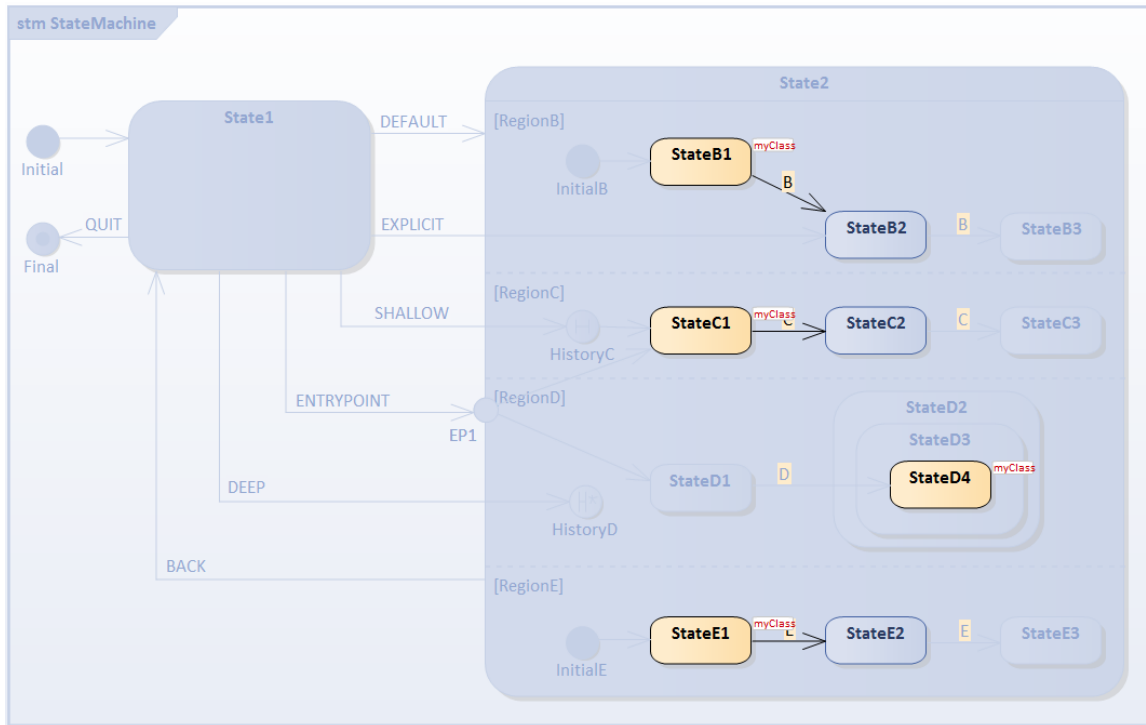 stm StateMachine
State2
State1
DEFAULT
[RegionB]
Initial
InitialB
StateB1
myClass
B
QUIT
EXPLICIT
StateB2
B
StateB3
Final
[RegionC]
SHALLOW
H
HistoryC
StateC1
myClass
C
StateC2
C
StateC3
[RegionD]
ENTRYPOINT
EP1
StateD2
StateD3
StateD1
D
StateD4
myClass
DEEP
H*
HistoryD
BACK
[RegionE]
InitialE
StateE1
myClass
E
StateE2
E
StateE3